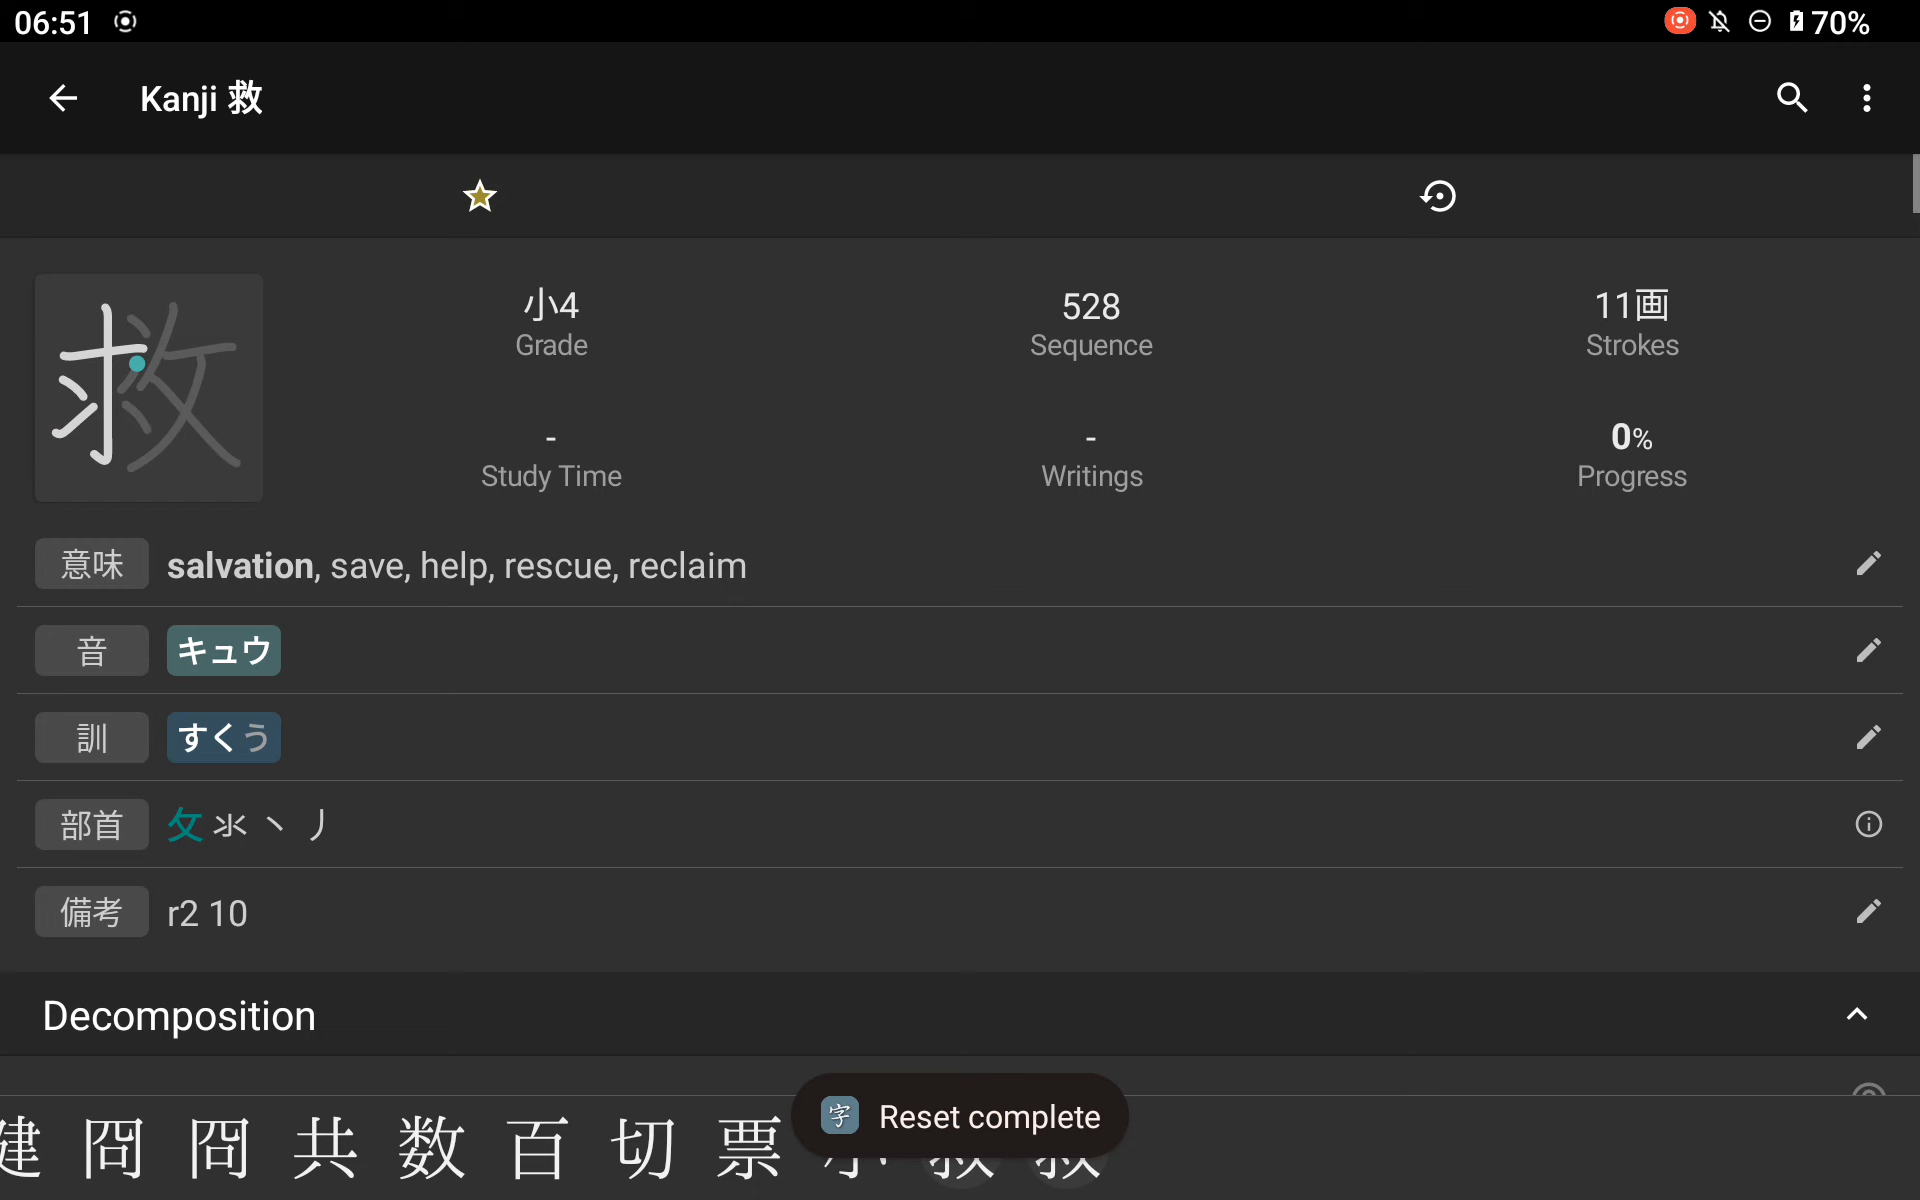 06:51 70%
Kanji 救
救
小4 528 11画
Grade Sequence Strokes
- - 0%
Study Time Writings Progress
意味 salvation, save, help, rescue, reclaim
音 キュウ
訓 すくう
部首 攵 氺 丶 丿
備考 r2 10
Decomposition
字 Reset complete
建 冏 冏 共 数 百 切 票